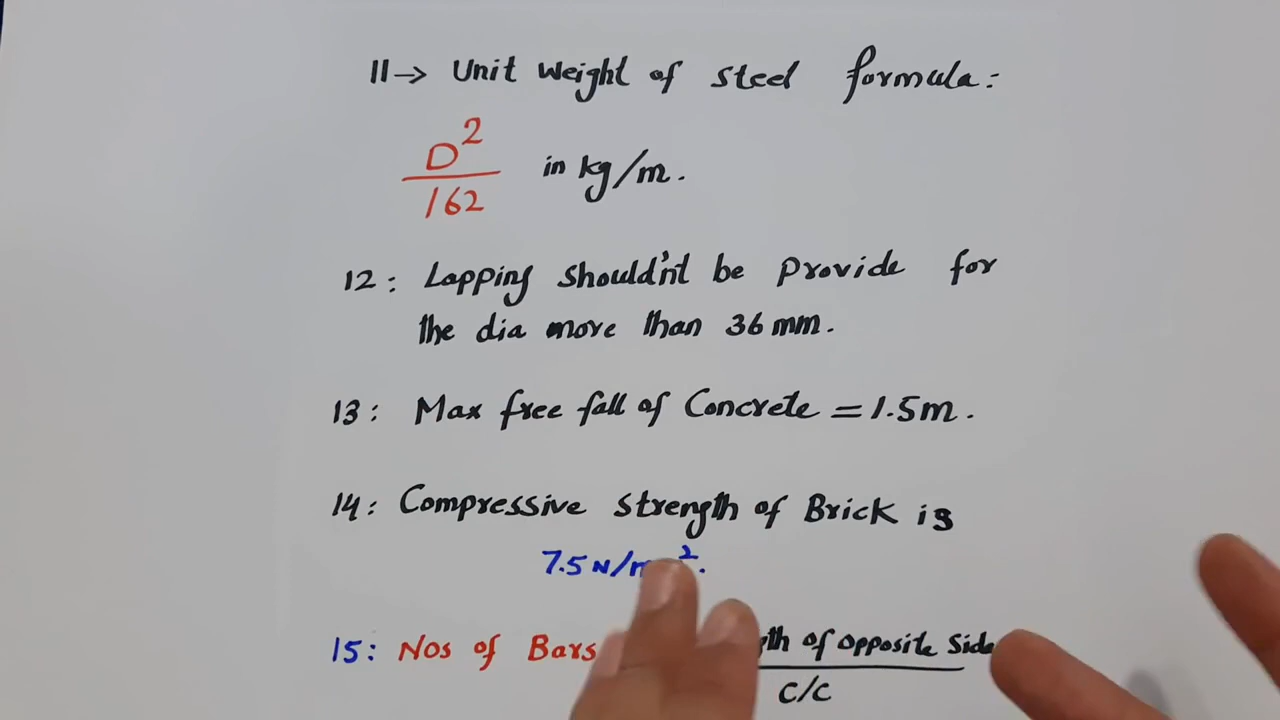 11→ Unit weight of steel formula:
D²
162
in kg/m.
12: Lapping shouldn't be provide for
the dia more than 36 mm.
13: Max free fall of Concrete = 1.5m.
14: Compressive strength of Brick is
7.5 N/
15: Nos of Bars of opposite Side
c/c